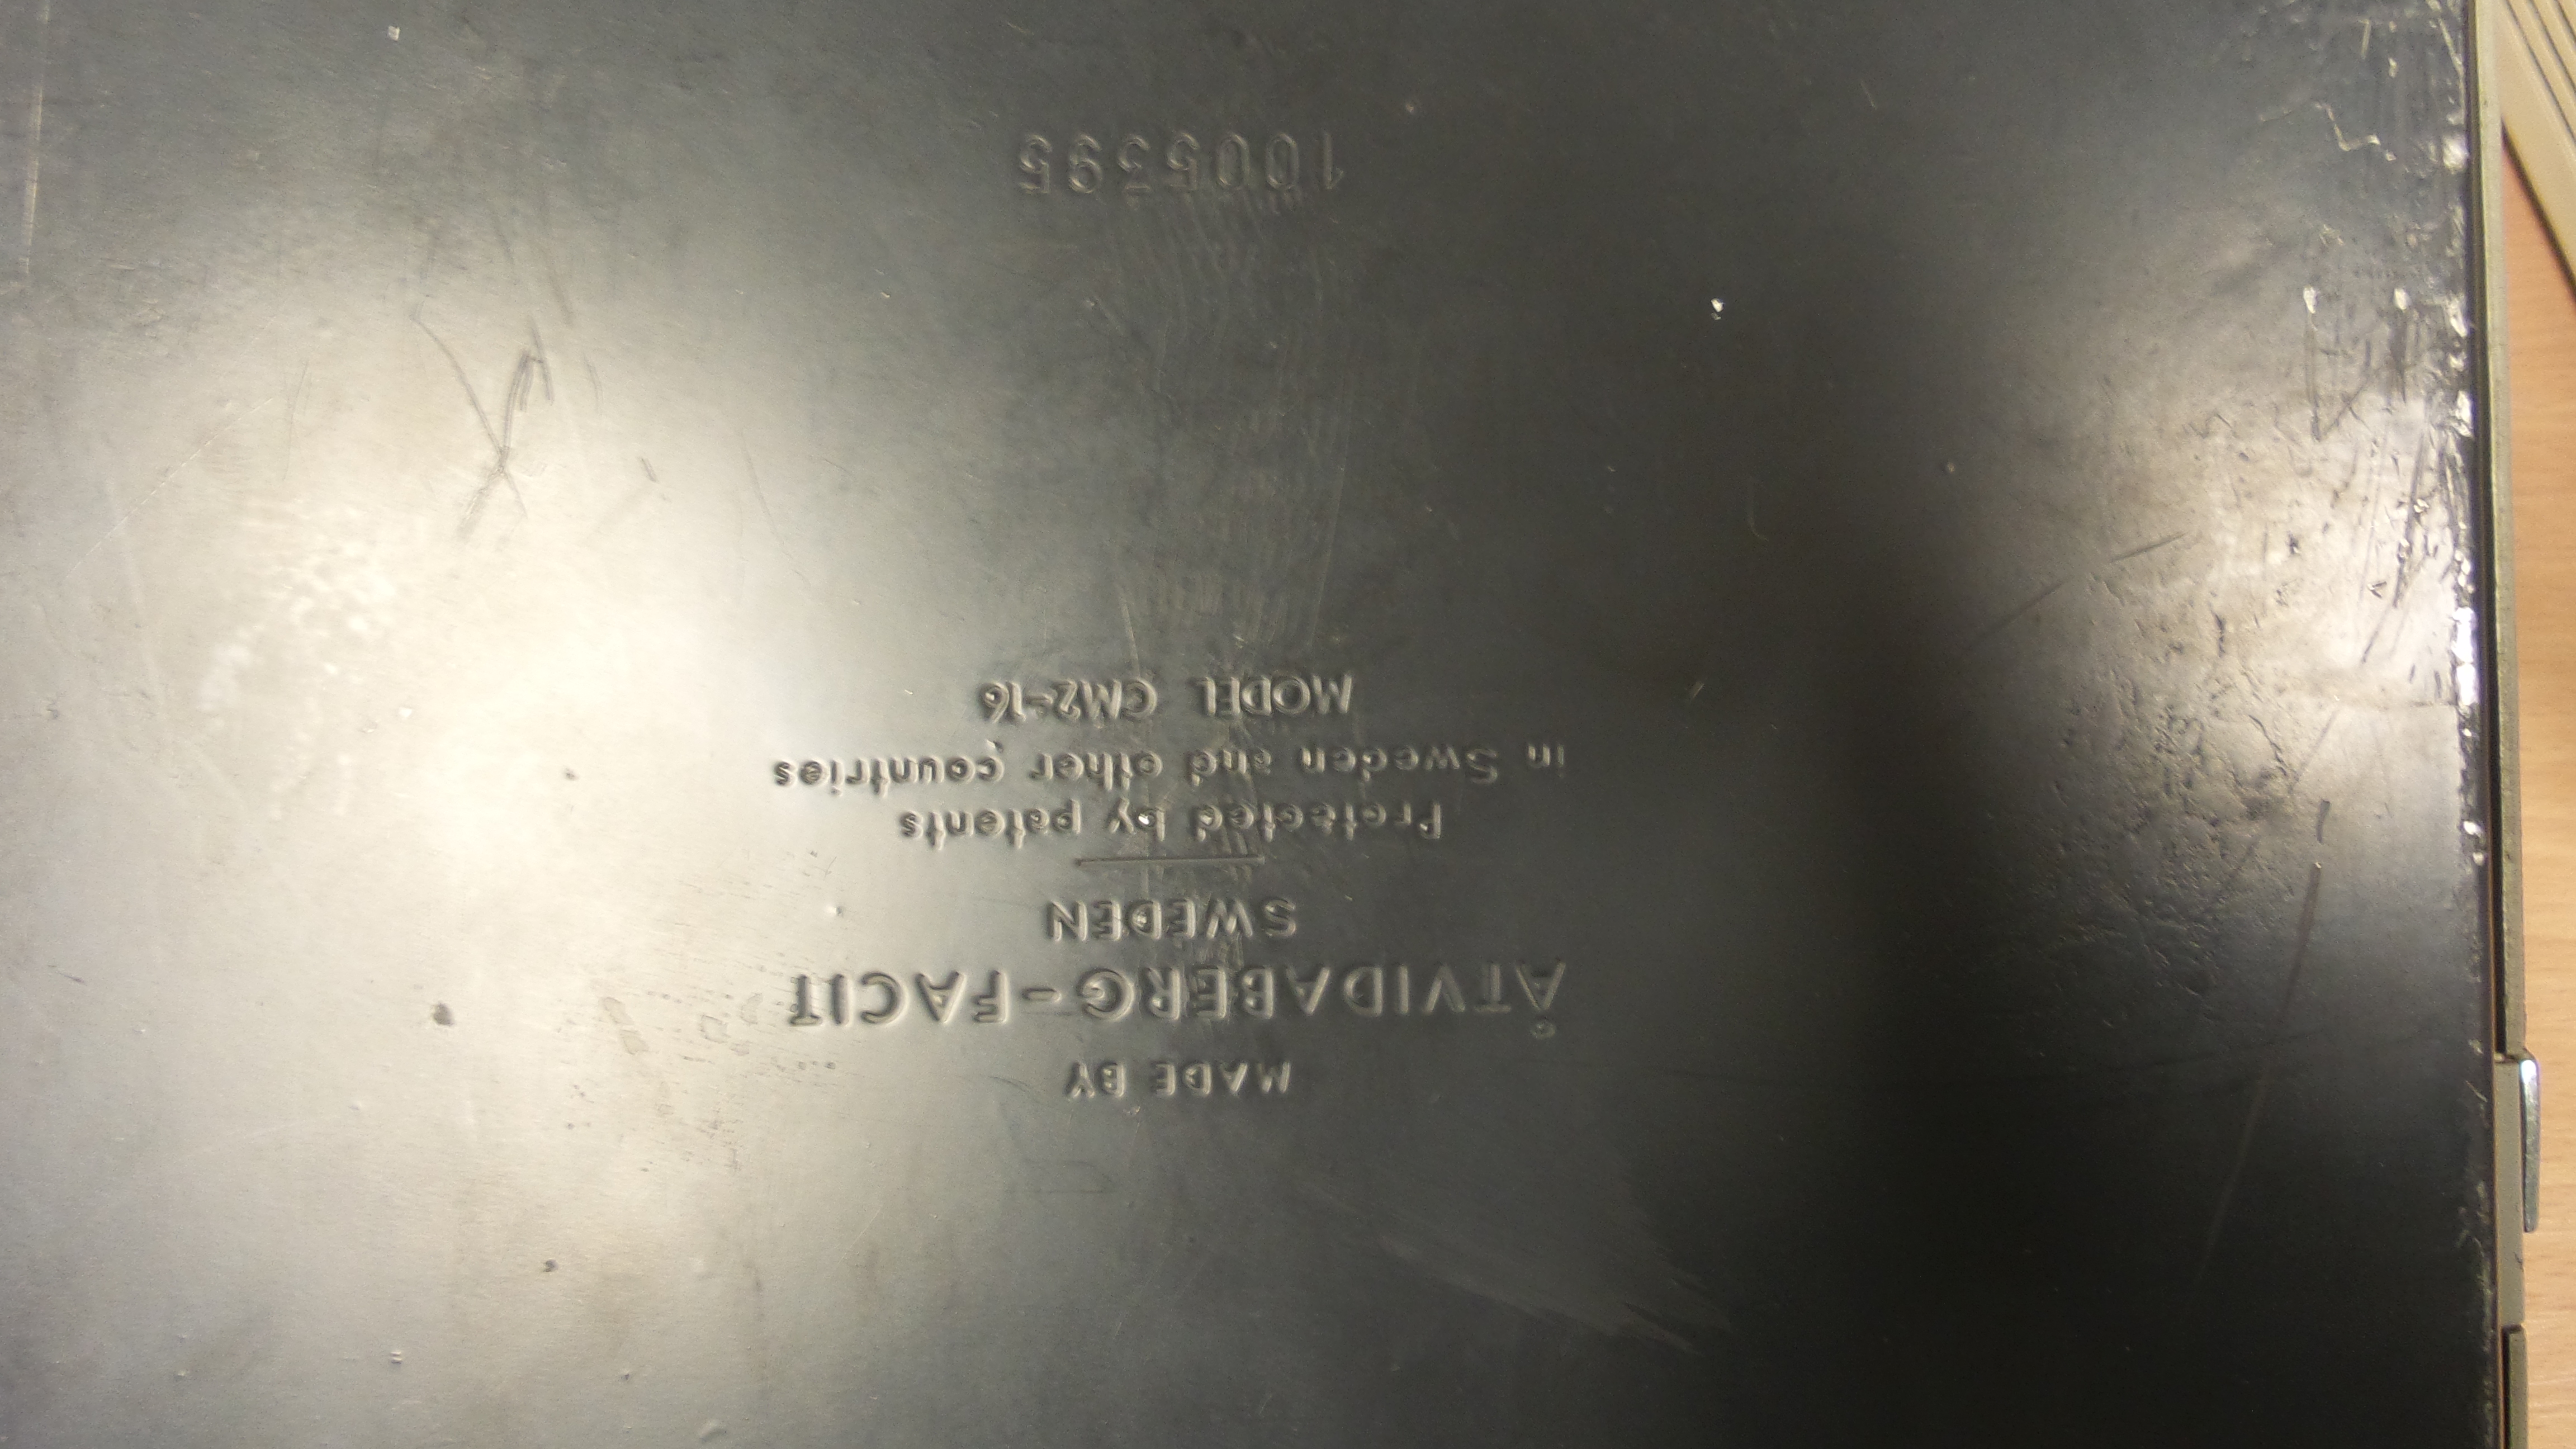 MADE BY
ÅTVIDABERG-FACIT
SWEDEN
Protected by patents
in Sweden and other countries
MODEL CM2-16
1005395